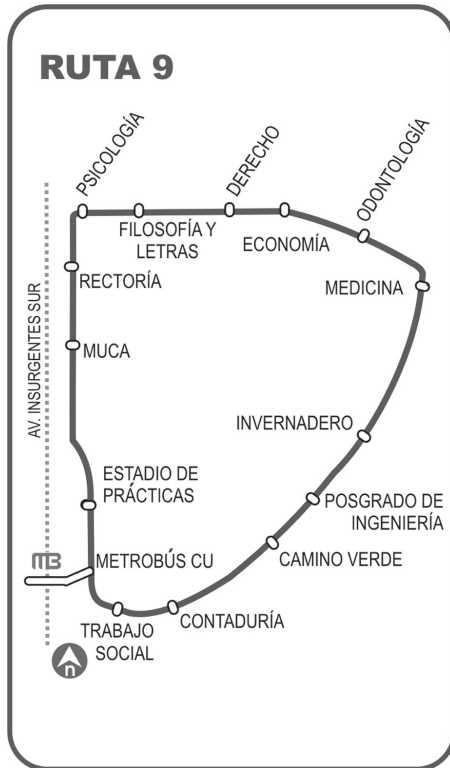 RUTA 9
PSICOLOGÍA
FILOSOFÍA Y
LETRAS
DERECHO
ECONOMÍA
ODONTOLOGÍA
MEDICINA
RECTORÍA
MUCA
AV. INSURGENTES SUR
INVERNADERO
ESTADIO DE
PRÁCTICAS
POSGRADO DE
INGENIERÍA
CAMINO VERDE
MB
METROBÚS CU
CONTADURÍA
TRABAJO
SOCIAL
n